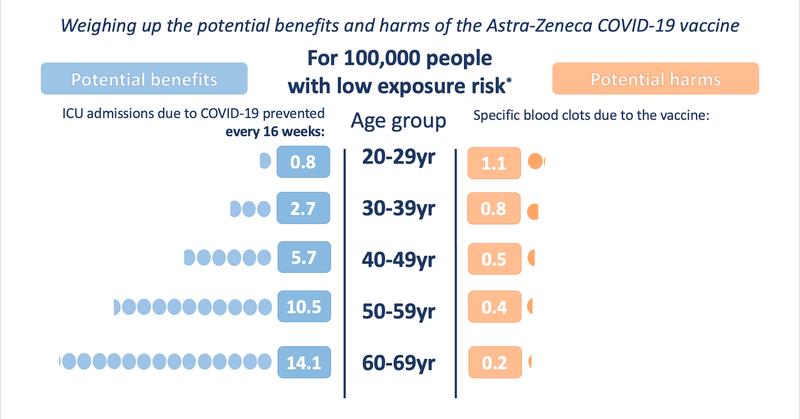 Weighing up the potential benefits and harms of the Astra-Zeneca COVID-19 vaccine
For 100,000 people
with low exposure risk*
Potential benefits
Potential harms
ICU admissions due to COVID-19 prevented
every 16 weeks:
Age group
Specific blood clots due to the vaccine:
0.8 20-29yr 1.1
2.7 30-39yr 0.8
5.7 40-49yr 0.5
10.5 50-59yr 0.4
14.1 60-69yr 0.2